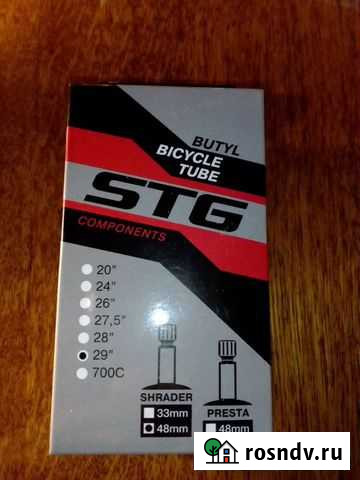 BUTYL
BICYCLE
TUBE
STG
COMPONENTS
20"
24"
26"
27,5"
28"
29"
700C
SHRADER
33mm
48mm
PRESTA
48mm
rosndv.ru